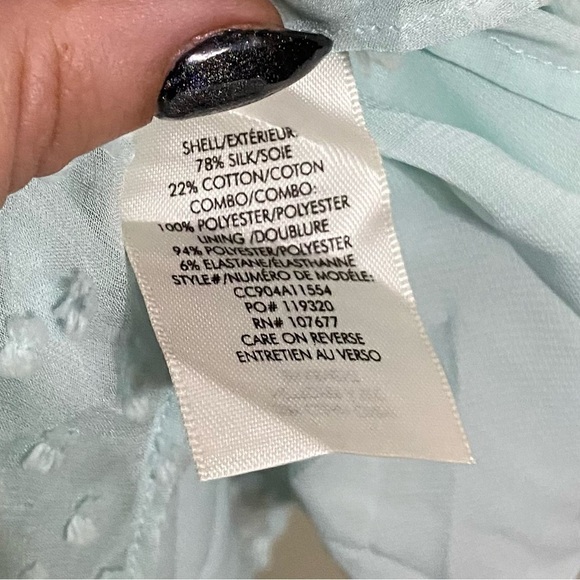 SHELL/EXTÉRIEUR:
78% SILK/SOIE
22% COTTON/COTON
COMBO/COMBO:
100% POLYESTER/POLYESTER
LINING /DOUBLURE
94% POLYESTER/POLYESTER
6% ELASTANE/ÉLASTHANNE
STYLE#/NUMÉRO DE MODÈLE:
CC904A11554
PO# 119320
RN# 107677
CARE ON REVERSE
ENTRETIEN AU VERSO